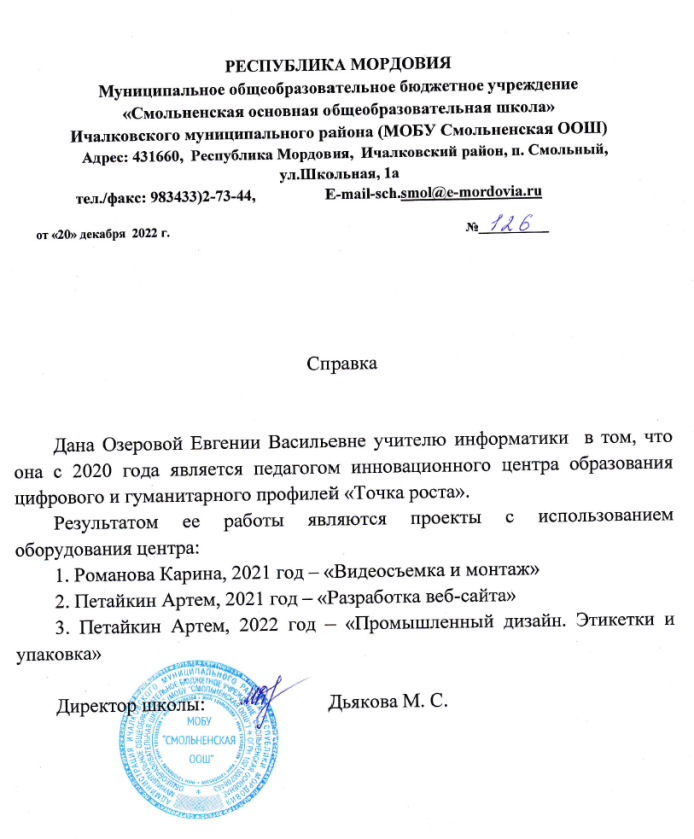 РЕСПУБЛИКА МОРДОВИЯ
Муниципальное общеобразовательное бюджетное учреждение
«Смольненская основная общеобразовательная школа»
Ичалковского муниципального района (МОБУ Смольненская ООШ)
Адрес: 431660, Республика Мордовия, Ичалковский район, п. Смольный,
ул.Школьная, 1а
тел./факс: 983433)2-73-44, E-mail-sch.smol@e-mordovia.ru
от «20» декабря 2022 г. № 126
Справка
Дана Озеровой Евгении Васильевне учителю информатики в том, что
она с 2020 года является педагогом инновационного центра образования
цифрового и гуманитарного профилей «Точка роста».
Результатом ее работы являются проекты с использованием
оборудования центра:
1. Романова Карина, 2021 год – «Видеосъемка и монтаж»
2. Петайкин Артем, 2021 год – «Разработка веб-сайта»
3. Петайкин Артем, 2022 год – «Промышленный дизайн. Этикетки и
упаковка»
Директор школы: Дьякова М. С.
МОБУ
"СМОЛЬНЕНСКАЯ
ООШ"